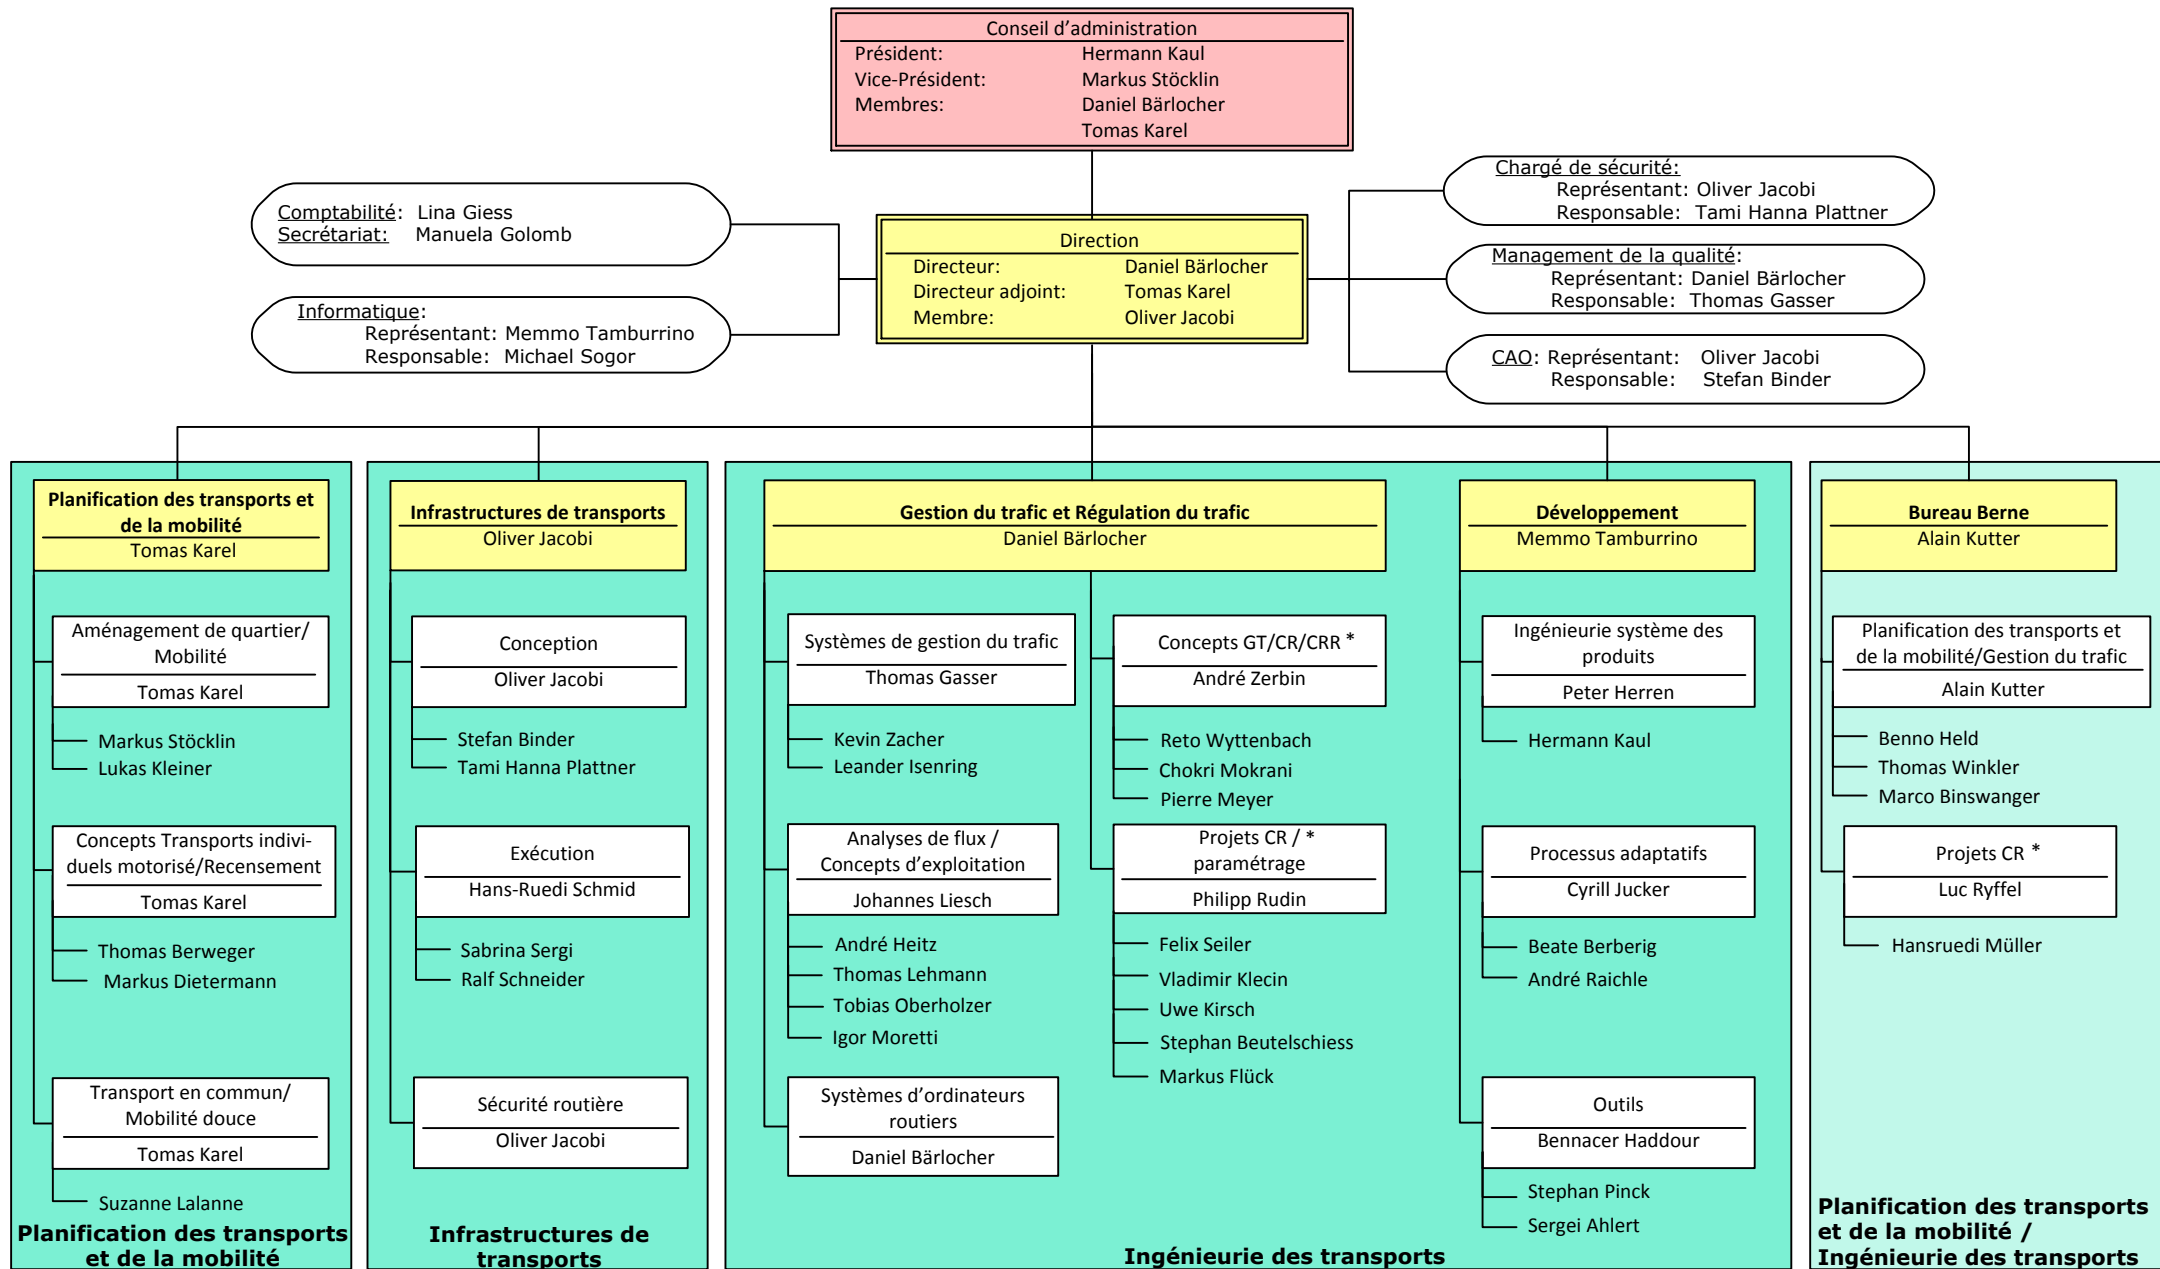 Conseil d’administration
Président: Hermann Kaul
Vice-Président: Markus Stöcklin
Membres: Daniel Bärlocher
Tomas Karel
Comptabilité: Lina Giess
Secrétariat: Manuela Golomb
Informatique:
Représentant: Memmo Tamburrino
Responsable: Michael Sogor
Direction
Directeur: Daniel Bärlocher
Directeur adjoint: Tomas Karel
Membre: Oliver Jacobi
Chargé de sécurité:
Représentant: Oliver Jacobi
Responsable: Tami Hanna Plattner
Management de la qualité:
Représentant: Daniel Bärlocher
Responsable: Thomas Gasser
CAO: Représentant: Oliver Jacobi
Responsable: Stefan Binder
Planification des transports et
de la mobilité
Tomas Karel
Aménagement de quartier/
Mobilité
Tomas Karel
Markus Stöcklin
Lukas Kleiner
Concepts Transports indivi-
duels motorisé/Recensement
Tomas Karel
Thomas Berweger
Markus Dietermann
Transport en commun/
Mobilité douce
Tomas Karel
Suzanne Lalanne
Planification des transports
et de la mobilité
Infrastructures de transports
Oliver Jacobi
Conception
Oliver Jacobi
Stefan Binder
Tami Hanna Plattner
Exécution
Hans-Ruedi Schmid
Sabrina Sergi
Ralf Schneider
Sécurité routière
Oliver Jacobi
Infrastructures de
transports
Gestion du trafic et Régulation du trafic
Daniel Bärlocher
Systèmes de gestion du trafic
Thomas Gasser
Kevin Zacher
Leander Isenring
Analyses de flux /
Concepts d’exploitation
Johannes Liesch
André Heitz
Thomas Lehmann
Tobias Oberholzer
Igor Moretti
Systèmes d’ordinateurs
routiers
Daniel Bärlocher
Concepts GT/CR/CRR *
André Zerbin
Reto Wyttenbach
Chokri Mokrani
Pierre Meyer
Projets CR / *
paramétrage
Philipp Rudin
Felix Seiler
Vladimir Klecin
Uwe Kirsch
Stephan Beutelschiess
Markus Flück
Développement
Memmo Tamburrino
Ingénieurie système des
produits
Peter Herren
Hermann Kaul
Processus adaptatifs
Cyrill Jucker
Beate Berberig
André Raichle
Outils
Bennacer Haddour
Stephan Pinck
Sergei Ahlert
Ingénieurie des transports
Bureau Berne
Alain Kutter
Planification des transports et
de la mobilité/Gestion du trafic
Alain Kutter
Benno Held
Thomas Winkler
Marco Binswanger
Projets CR *
Luc Ryffel
Hansruedi Müller
Planification des transports
et de la mobilité /
Ingénieurie des transports